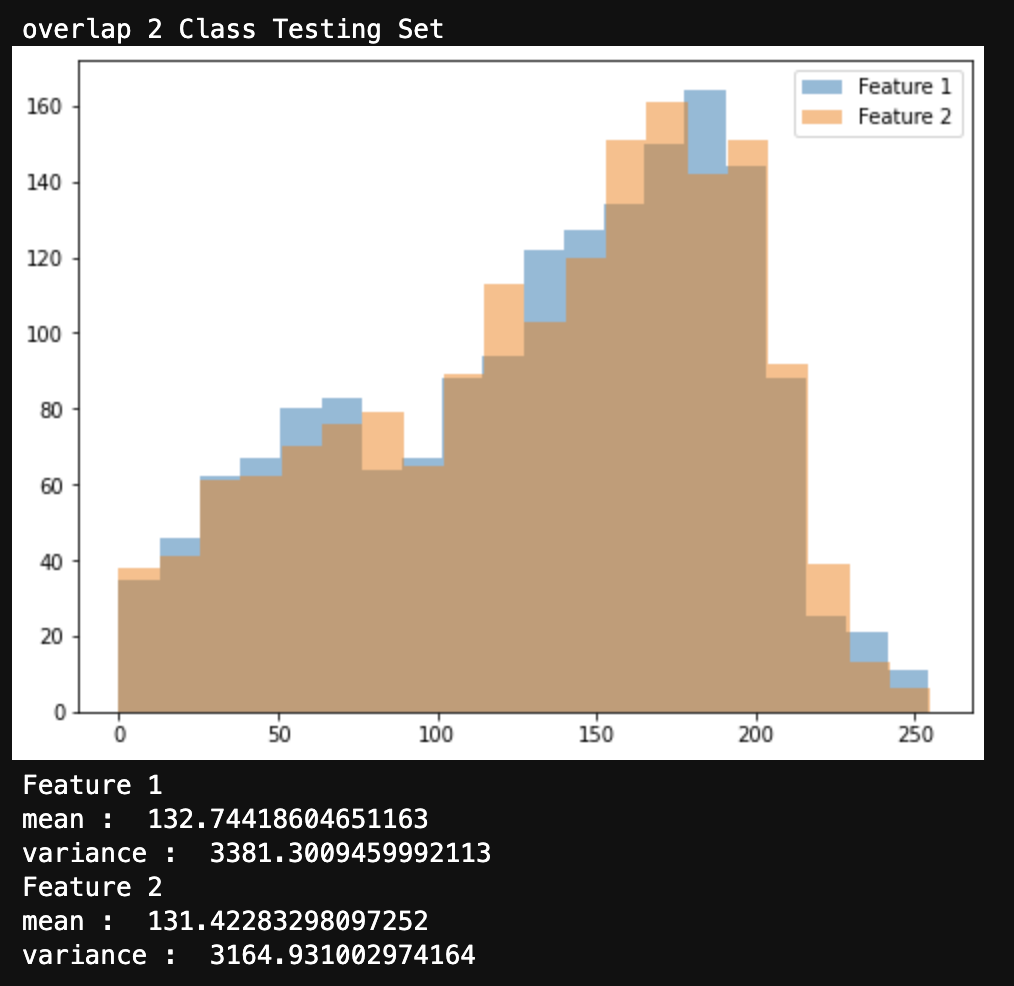 overlap 2 Class Testing Set
Feature 1
Feature 2
160
140
120
100
80
60
40
20
0
0 50 100 150 200 250
Feature 1
mean :  132.74418604651163
variance :  3381.3009459992113
Feature 2
mean :  131.42283298097252
variance :  3164.931002974164